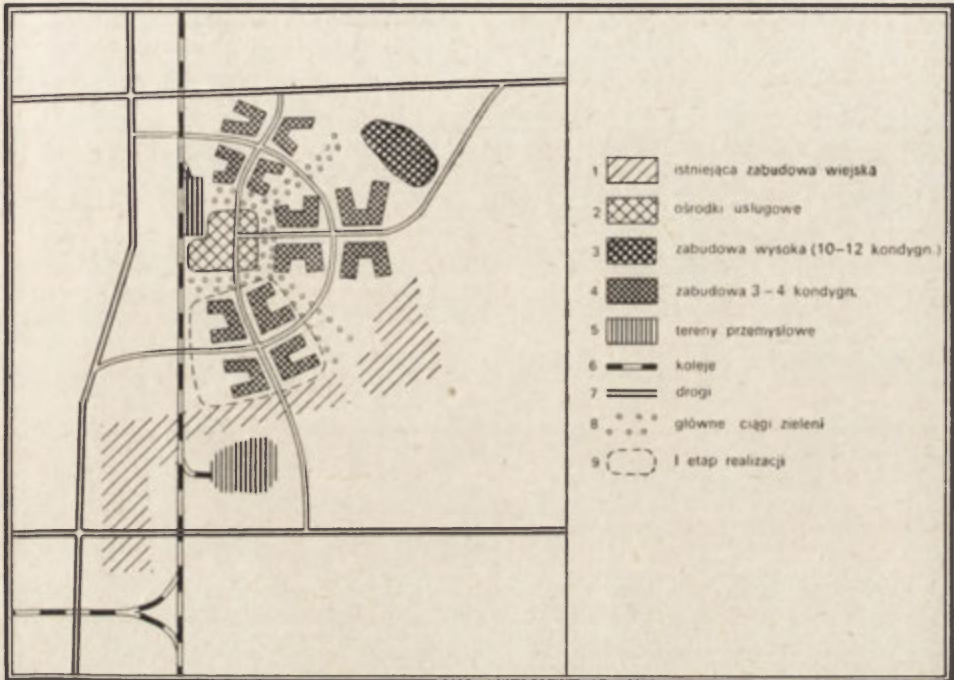 1 istniejąca zabudowa wiejska
2 ośrodki usługowe
3 zabudowa wysoka (10–12 kondygn.)
4 zabudowa 3–4 kondygn.
5 tereny przemysłowe
6 koleje
7 drogi
8 główne ciągi zieleni
9 I etap realizacji